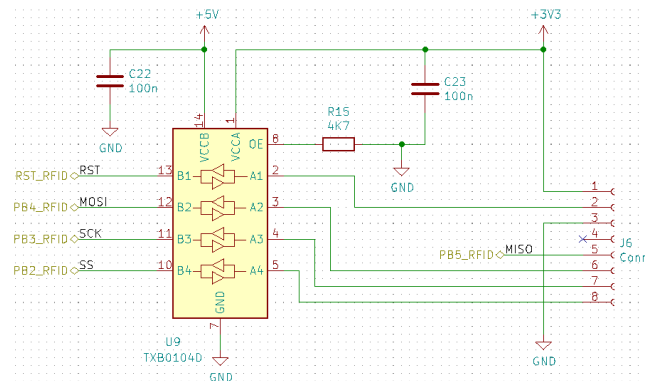 +5V
+3V3
C22
100n
C23
100n
GND
R15
4K7
14
1
VCCB
VCCA
OE
8
GND
RST_RFID
RST
13
B1
A1
2
PB4_RFID
MOSI
12
B2
A2
3
PB3_RFID
SCK
11
B3
A3
4
PB2_RFID
SS
10
B4
A4
5
GND
7
U9
TXB0104D
GND
PB5_RFID
MISO
1
2
3
4
5
6
7
8
J6
Conn
GND